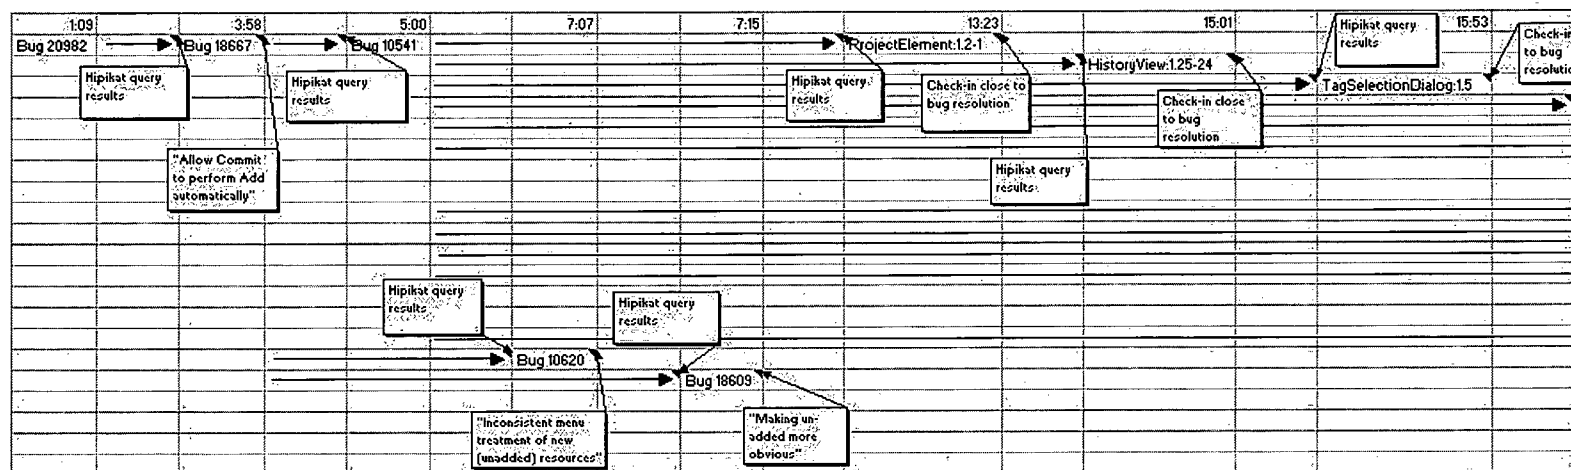 1:09 3:58 5:00 7:07 7:15 13:23 15:01 15:53
Bug 20982
Bug 18667
Bug 10541
ProjectElement:1.2-1
HistoryView:1.25-24
TagSelectionDialog:1.5
Hipikat query
results
"Allow Commit
to perform Add
automatically"
Hipikat query
results
Hipikat query
results
Check-in close to
bug resolution
Hipikat query
results
Check-in close
to bug
resolution
Hipikat query
results
Check-in
to bug
Hipikat query
results
Hipikat query
results
Bug 10620
Bug 18609
"Inconsistent menu
treatment of new
(unadded) resources"
"Making un-
added more
obvious"